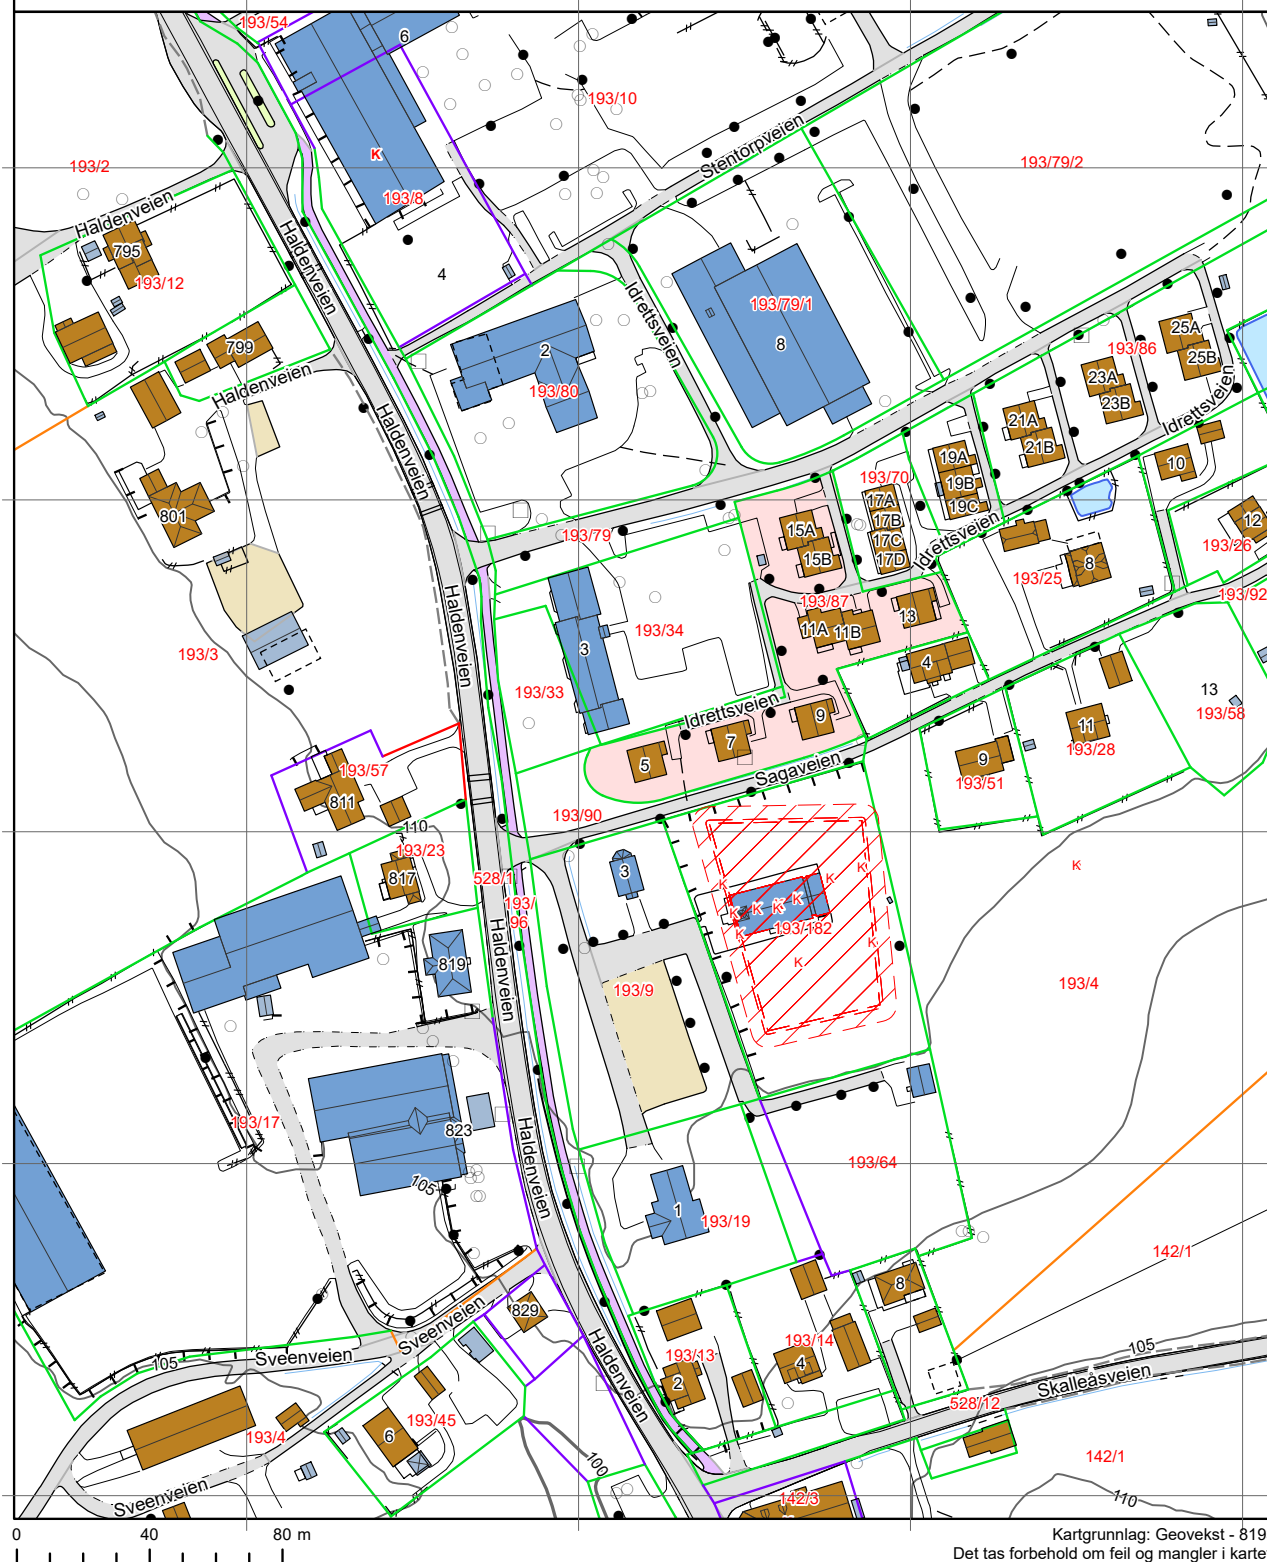 193/54
6
193/10
Stentorpveien
193/79/2
193/2
K
193/8
Haldenveien
795
193/12
Haldenveien
4
Idrettsveien
193/79/1
8
2
193/80
799
Haldenveien
Haldenveien
801
193/86
25A
25B
23A
23B
21A
21B
Idrettsveien
10
12
193/26
19A
19B
19C
193/70
17A
17B
17C
17D
Idrettsveien
15A
15B
193/79
8
193/25
193/92
193/87
11A
11B
13
193/34
3
193/33
Haldenveien
193/3
4
13
193/58
11
193/28
9
193/51
Idrettsveien
9
7
5
Sagaveien
193/57
811
110
193/23
817
193/90
528/1
193/
96
3
K
K
K
K
K
K
K
K
K
193/182
K
K
193/4
193/9
Haldenveien
819
193/17
823
105
Haldenveien
193/64
1
193/19
142/1
829
Sveenveien
Sveenveien
105
Haldenveien
193/13
2
193/14
4
8
105
Skalleåsveien
528/12
193/45
6
193/4
Sveenveien
100
142/3
142/1
110
0 40 80 m
Kartgrunnlag: Geovekst - 819
Det tas forbehold om feil og mangler i karte